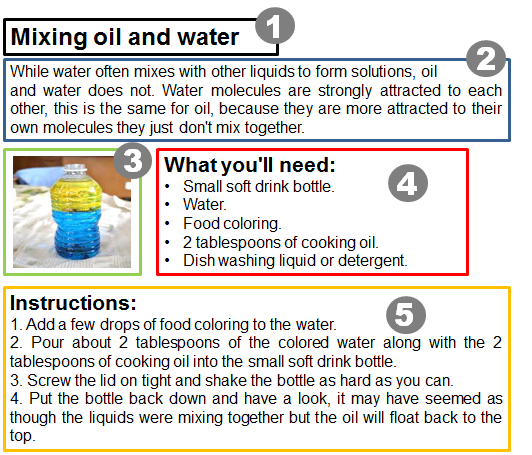 Mixing oil and water
1
2
While water often mixes with other liquids to form solutions, oil
and water does not. Water molecules are strongly attracted to each
other, this is the same for oil, because they are more attracted to their
own molecules they just don't mix together.
3
What you'll need:
4
• Small soft drink bottle.
• Water.
• Food coloring.
• 2 tablespoons of cooking oil.
• Dish washing liquid or detergent.
Instructions:
5
1. Add a few drops of food coloring to the water.
2. Pour about 2 tablespoons of the colored water along with the 2
tablespoons of cooking oil into the small soft drink bottle.
3. Screw the lid on tight and shake the bottle as hard as you can.
4. Put the bottle back down and have a look, it may have seemed as
though the liquids were mixing together but the oil will float back to the
top.